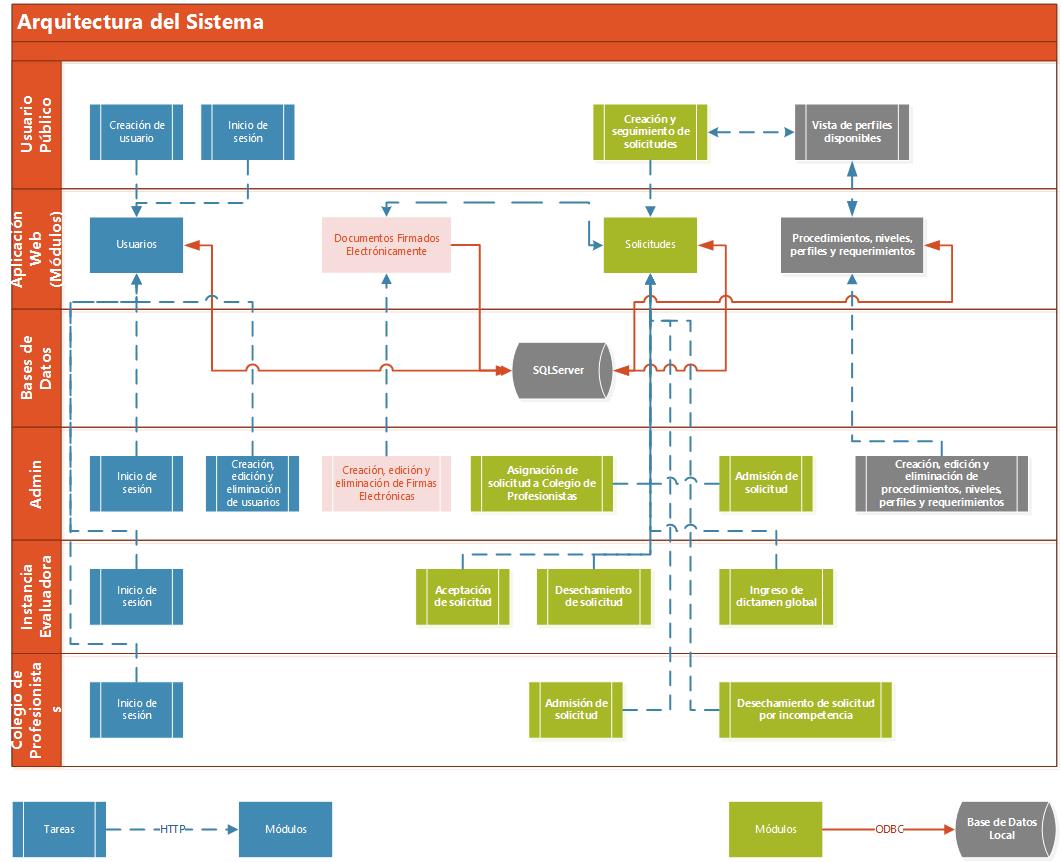 Arquitectura del Sistema
Usuario
Público
Creación de
usuario
Inicio de
sesión
Creación y
seguimiento de
solicitudes
Vista de perfiles
disponibles
Aplicación
Web
(Módulos)
Usuarios
Documentos Firmados
Electrónicamente
Solicitudes
Procedimientos, niveles,
perfiles y requerimientos
Bases de
Datos
SQLServer
Admin
Inicio de
sesión
Creación,
edición y
eliminación
de usuarios
Creación, edición y
eliminación de Firmas
Electrónicas
Asignación de
solicitud a Colegio de
Profesionistas
Admisión de
solicitud
Creación, edición y
eliminación de
procedimientos, niveles,
perfiles y requerimientos
Instancia
Evaluadora
Inicio de
sesión
Aceptación
de solicitud
Desechamiento
de solicitud
Ingreso de
dictamen global
Colegio de
Profesionista
s
Inicio de
sesión
Admisión de
solicitud
Desechamiento de solicitud
por incompetencia
Tareas
HTTP
Módulos
Módulos
ODBC
Base de Datos
Local